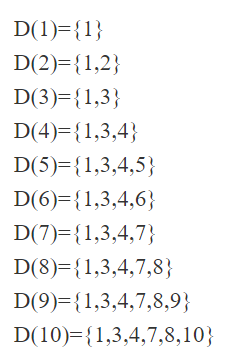 D(1)={1}
D(2)={1,2}
D(3)={1,3}
D(4)={1,3,4}
D(5)={1,3,4,5}
D(6)={1,3,4,6}
D(7)={1,3,4,7}
D(8)={1,3,4,7,8}
D(9)={1,3,4,7,8,9}
D(10)={1,3,4,7,8,10}